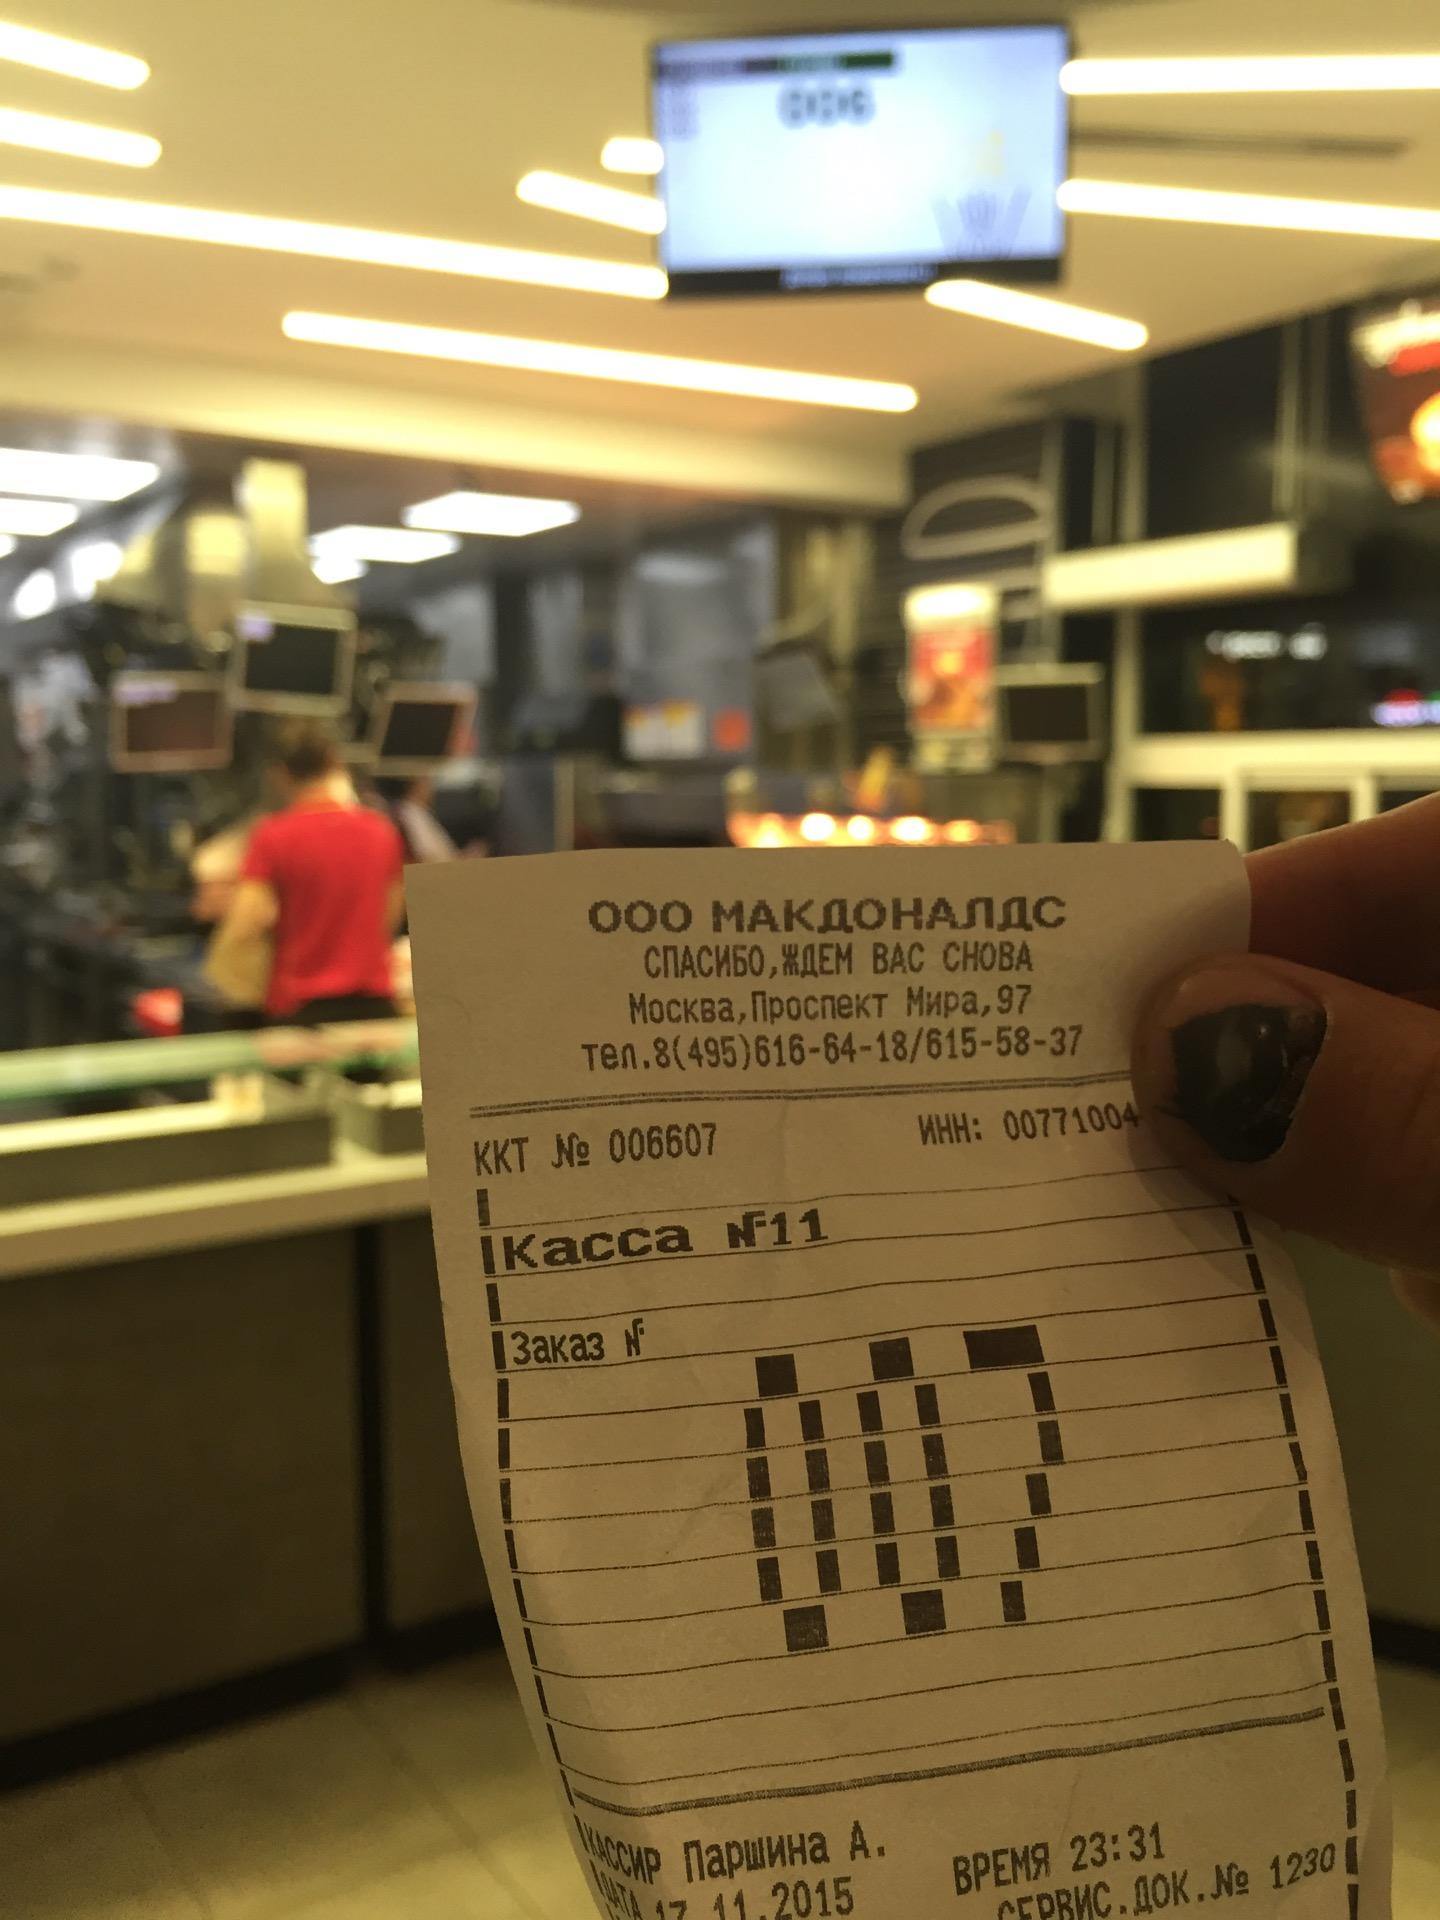 ООО МАКДОНАЛДС
СПАСИБО,ЖДЕМ ВАС СНОВА
Москва,Проспект Мира,97
тел.8(495)616-64-18/615-58-37
ККТ № 006607 ИНН: 00771004
Касса №11
Заказ №
007
КАССИР Паршина А. ВРЕМЯ 23:31
ДАТА 17.11.2015 СЕРВИС.ДОК.№ 1230